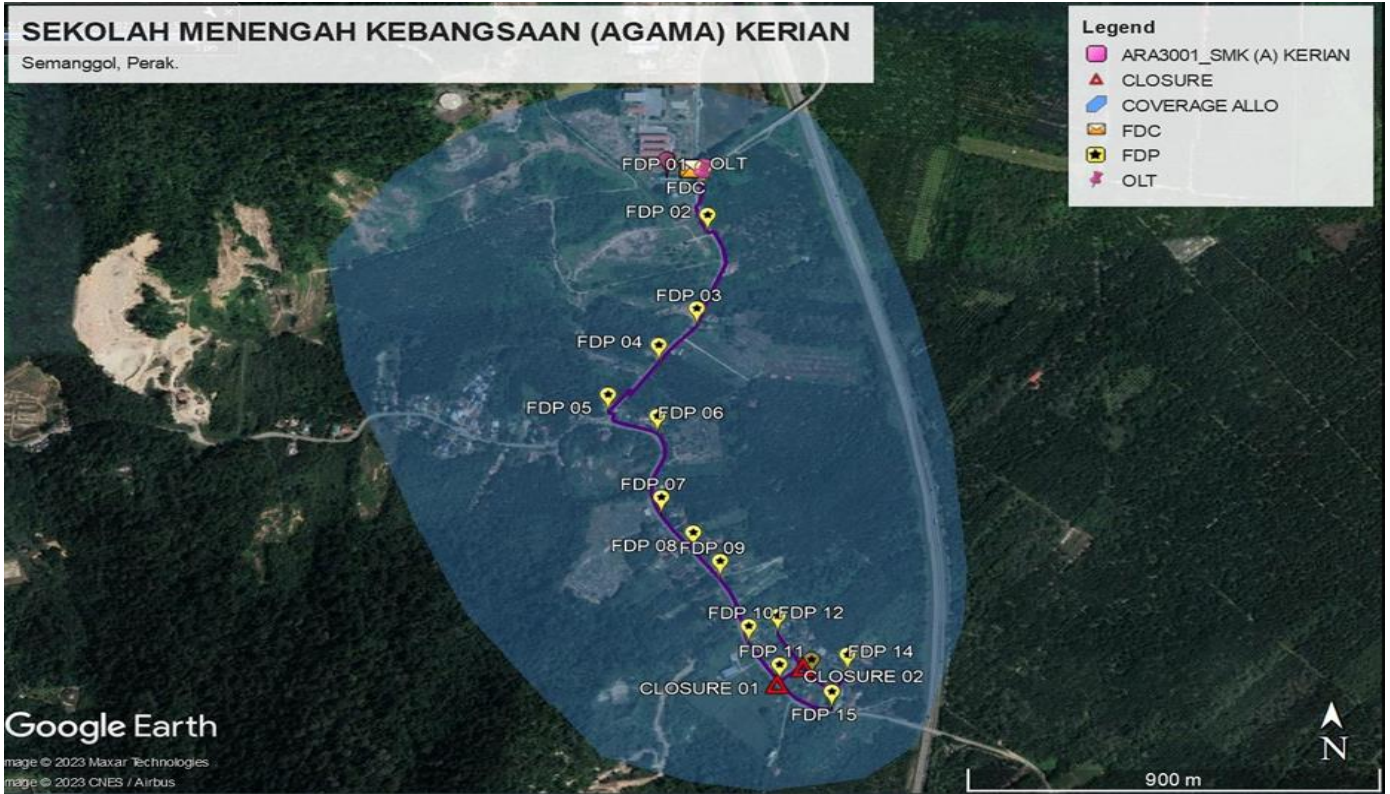 SEKOLAH MENENGAH KEBANGSAAN (AGAMA) KERIAN
Semanggol, Perak.
Legend
ARA3001_SMK (A) KERIAN
CLOSURE
COVERAGE ALLO
FDC
FDP
OLT
FDP 01
OLT
FDC
FDP 02
FDP 03
FDP 04
FDP 05
FDP 06
FDP 07
FDP 08
FDP 09
FDP 10
FDP 12
FDP 11
FDP 14
CLOSURE 02
CLOSURE 01
FDP 15
Google Earth
mage © 2023 Maxar Technologies
mage © 2023 CNES / Airbus
N
900 m